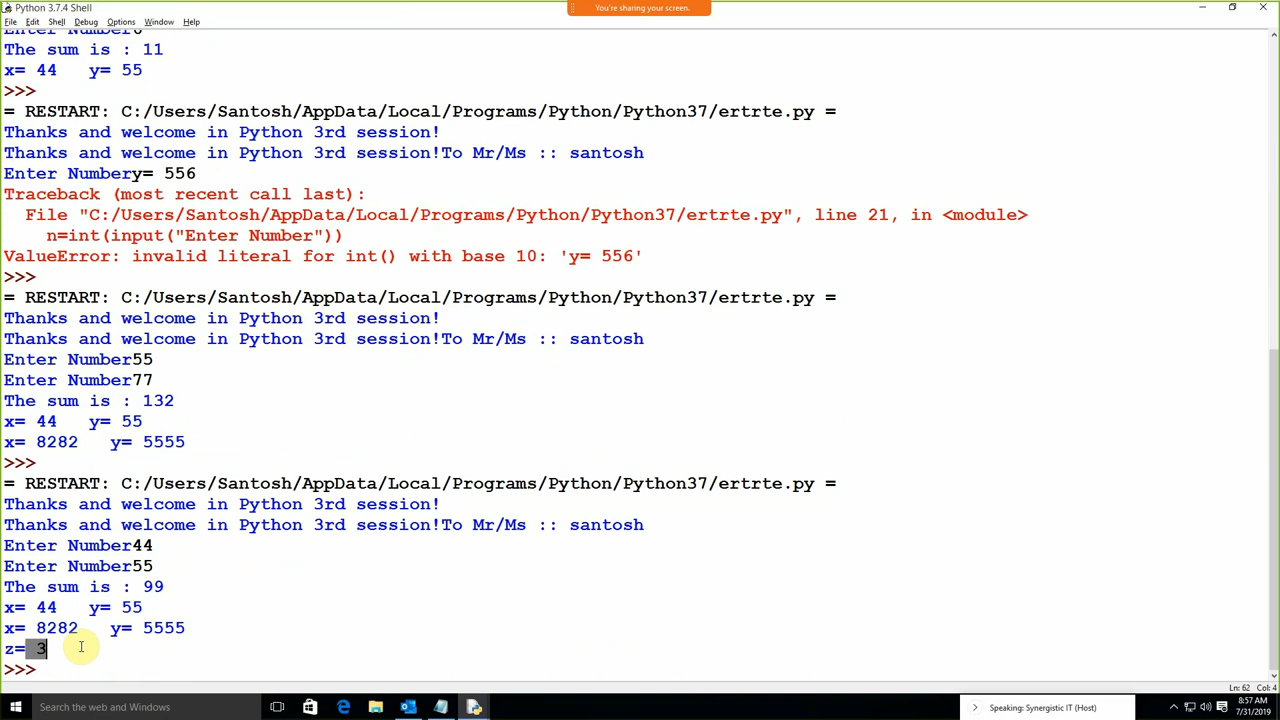 Python 3.7.4 Shell
You're sharing your screen.
File Edit Shell Debug Options Window Help
Enter Number6
The sum is : 11
x= 44   y= 55
>>>
= RESTART: C:/Users/Santosh/AppData/Local/Programs/Python/Python37/ertrte.py =
Thanks and welcome in Python 3rd session!
Thanks and welcome in Python 3rd session!To Mr/Ms :: santosh
Enter Numbery= 556
Traceback (most recent call last):
  File "C:/Users/Santosh/AppData/Local/Programs/Python/Python37/ertrte.py", line 21, in <module>
    n=int(input("Enter Number"))
ValueError: invalid literal for int() with base 10: 'y= 556'
>>>
= RESTART: C:/Users/Santosh/AppData/Local/Programs/Python/Python37/ertrte.py =
Thanks and welcome in Python 3rd session!
Thanks and welcome in Python 3rd session!To Mr/Ms :: santosh
Enter Number55
Enter Number77
The sum is : 132
x= 44   y= 55
x= 8282   y= 5555
>>>
= RESTART: C:/Users/Santosh/AppData/Local/Programs/Python/Python37/ertrte.py =
Thanks and welcome in Python 3rd session!
Thanks and welcome in Python 3rd session!To Mr/Ms :: santosh
Enter Number44
Enter Number55
The sum is : 99
x= 44   y= 55
x= 8282   y= 5555
z= 3
>>>
Ln: 62 Col: 4
Search the web and Windows
Speaking: Synergistic IT (Host)
8:57 AM
7/31/2019